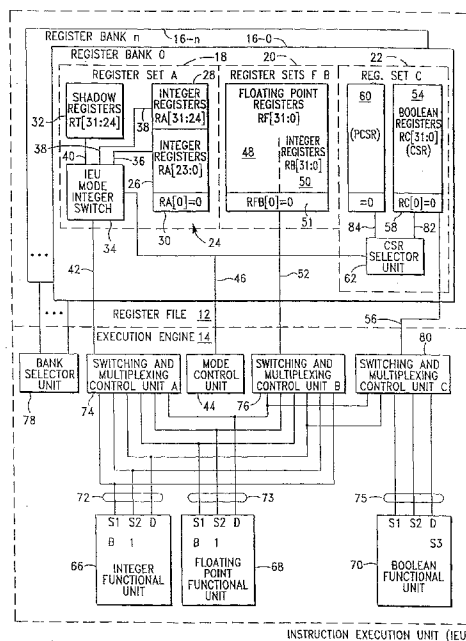 REGISTER BANK n
16-n
16-0
REGISTER BANK 0
18
20
22
REGISTER SET A
28
REGISTER SETS F B
REG. SET C
SHADOW
REGISTERS
RT[31:24]
32
38
INTEGER
REGISTERS
RA[31:24]
FLOATING POINT
REGISTERS
RF[31:0]
60
(PCSR)
54
BOOLEAN
REGISTERS
RC[31:0]
(CSR)
38
40
36
INTEGER
REGISTERS
RA[23:0]
26
48
INTEGER
REGISTERS
RB[31:0]
50
IEU
MODE
INTEGER
SWITCH
34
RA[0]=0
30
24
RFB[0]=0
51
=0
RC[0]=0
84
58
82
CSR
SELECTOR
UNIT
62
42
46
52
56
REGISTER FILE 12
EXECUTION ENGINE 14
80
BANK
SELECTOR
UNIT
78
SWITCHING AND
MULTIPLEXING
CONTROL UNIT A
74
MODE
CONTROL
UNIT
44
SWITCHING AND
MULTIPLEXING
CONTROL UNIT B
76
SWITCHING AND
MULTIPLEXING
CONTROL UNIT C
72
73
75
S1 S2 D
B 1
INTEGER
FUNCTIONAL
UNIT
66
S1 S2 D
B 1
FLOATING
POINT
FUNCTIONAL
UNIT
68
S1 S2 D
S3
BOOLEAN
FUNCTIONAL
UNIT
70
INSTRUCTION EXECUTION UNIT (IEU